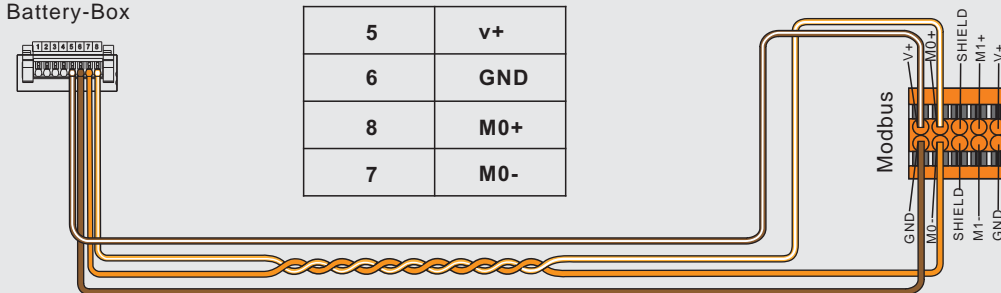 Battery-Box
1 2 3 4 5 6 7 8
5 v+
6 GND
8 M0+
7 M0-
Modbus
V+
M0+
SHIELD
M1+
V+
GND
M0-
SHIELD
M1-
GND